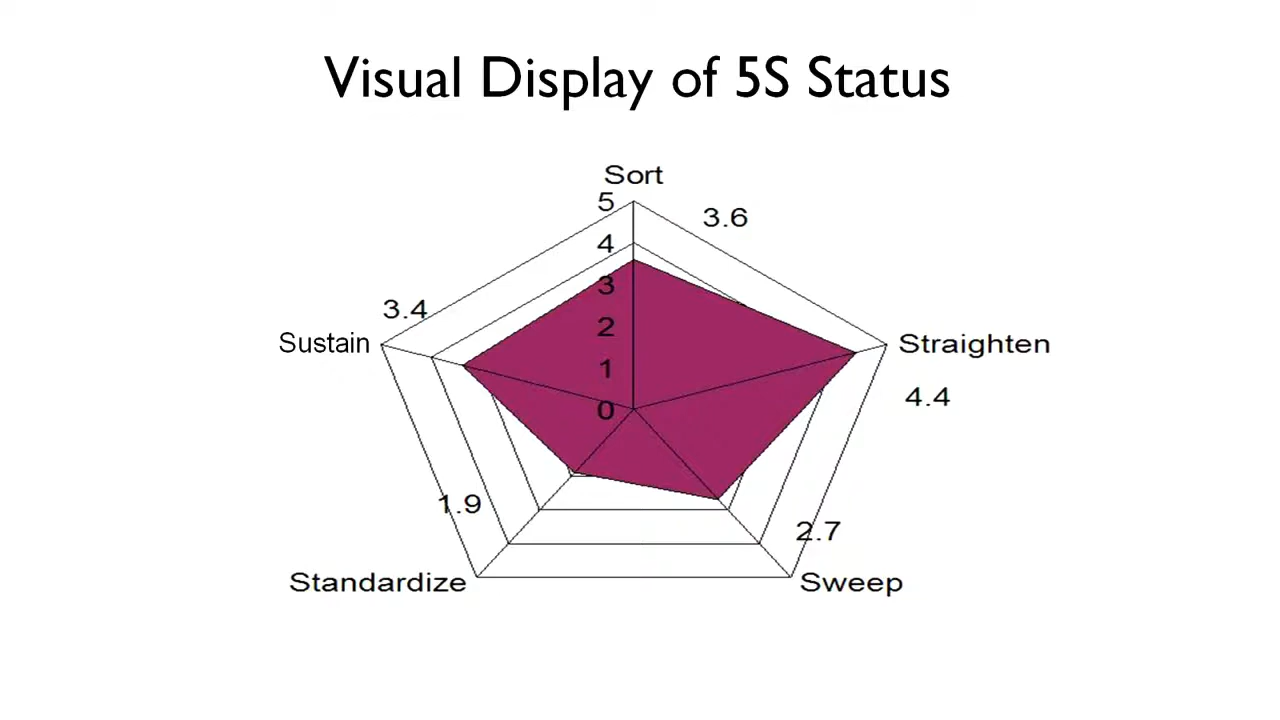 Visual Display of 5S Status
Sort
5
3.6
4
3
3.4
2
Sustain
Straighten
1
4.4
0
1.9
2.7
Standardize
Sweep